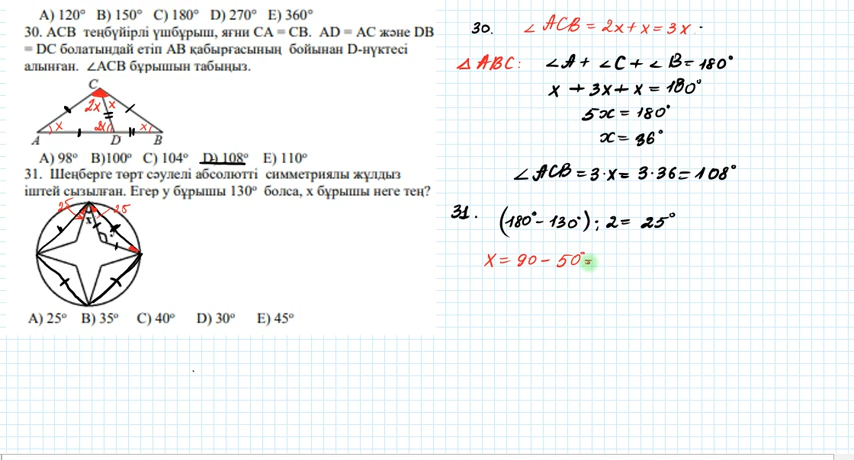 A) 120° B) 150° C) 180° D) 270° E) 360°
30. ACB теңбүйірлі үшбұрыш, яғни CA = CB. AD = AC және DB
= DC болатындай етіп AB қабырғасының бойынан D-нүктесі
алынған. ∠ACB бұрышын табыңыз.
C
2x x
x 2x x
A D B
A) 98° B)100° C) 104° D) 108° E) 110°
31. Шеңберге төрт сәулелі абсолютті симметриялы жұлдыз
іштей сызылған. Егер у бұрышы 130° болса, х бұрышы неге тең?
25 25
x
A) 25° B) 35° C) 40° D) 30° E) 45°
30. ∠ACB = 2x + x = 3x.
△ABC: ∠A + ∠C + ∠B = 180°
x + 3x + x = 180°
5x = 180°
x = 36°
∠ACB = 3·x = 3·36 = 108°
31. (180° - 130°) : 2 = 25°
x = 90 - 50° =